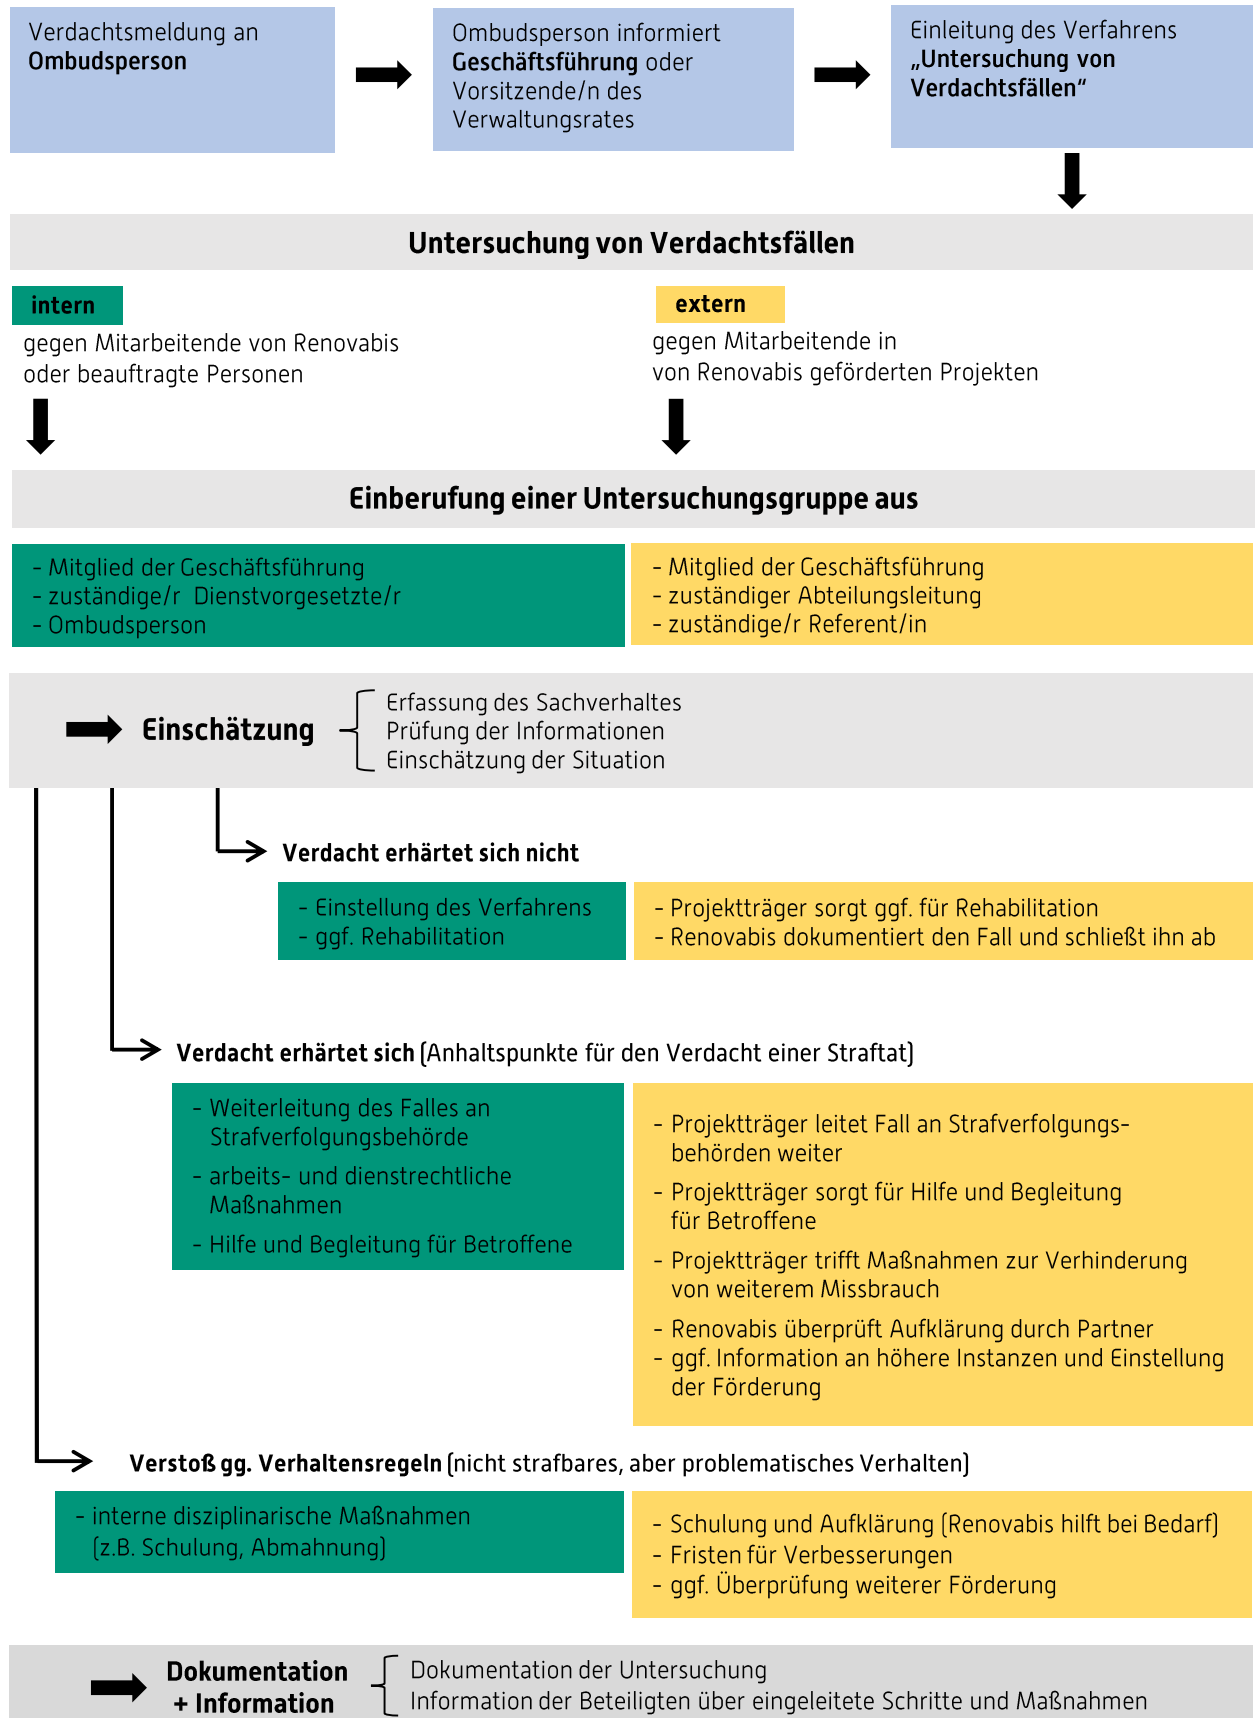 Verdachtsmeldung an
Ombudsperson
Ombudsperson informiert
Geschäftsführung oder
Vorsitzende/n des
Verwaltungsrates
Einleitung des Verfahrens
„Untersuchung von
Verdachtsfällen“
Untersuchung von Verdachtsfällen
intern
gegen Mitarbeitende von Renovabis
oder beauftragte Personen
extern
gegen Mitarbeitende in
von Renovabis geförderten Projekten
Einberufung einer Untersuchungsgruppe aus
- Mitglied der Geschäftsführung
- zuständige/r Dienstvorgesetzte/r
- Ombudsperson
- Mitglied der Geschäftsführung
- zuständiger Abteilungsleitung
- zuständige/r Referent/in
Einschätzung
Erfassung des Sachverhaltes
Prüfung der Informationen
Einschätzung der Situation
Verdacht erhärtet sich nicht
- Einstellung des Verfahrens
- ggf. Rehabilitation
- Projektträger sorgt ggf. für Rehabilitation
- Renovabis dokumentiert den Fall und schließt ihn ab
Verdacht erhärtet sich (Anhaltspunkte für den Verdacht einer Straftat)
- Weiterleitung des Falles an
Strafverfolgungsbehörde
- arbeits- und dienstrechtliche
Maßnahmen
- Hilfe und Begleitung für Betroffene
- Projektträger leitet Fall an Strafverfolgungs-
behörden weiter
- Projektträger sorgt für Hilfe und Begleitung
für Betroffene
- Projektträger trifft Maßnahmen zur Verhinderung
von weiterem Missbrauch
- Renovabis überprüft Aufklärung durch Partner
- ggf. Information an höhere Instanzen und Einstellung
der Förderung
Verstoß gg. Verhaltensregeln (nicht strafbares, aber problematisches Verhalten)
- interne disziplinarische Maßnahmen
(z.B. Schulung, Abmahnung)
- Schulung und Aufklärung (Renovabis hilft bei Bedarf)
- Fristen für Verbesserungen
- ggf. Überprüfung weiterer Förderung
Dokumentation
+ Information
Dokumentation der Untersuchung
Information der Beteiligten über eingeleitete Schritte und Maßnahmen